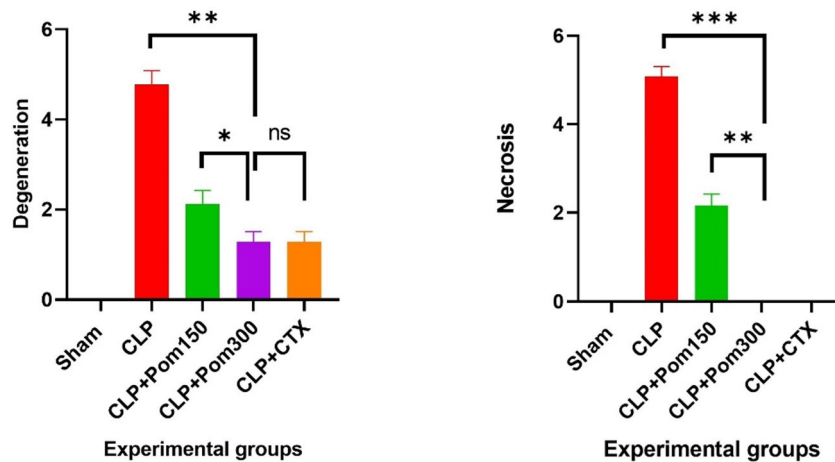 Degeneration
6
4
2
0
**
*
ns
Sham
CLP
CLP+Pom150
CLP+Pom300
CLP+CTX
Experimental groups
Necrosis
6
4
2
0
***
**
Sham
CLP
CLP+Pom150
CLP+Pom300
CLP+CTX
Experimental groups